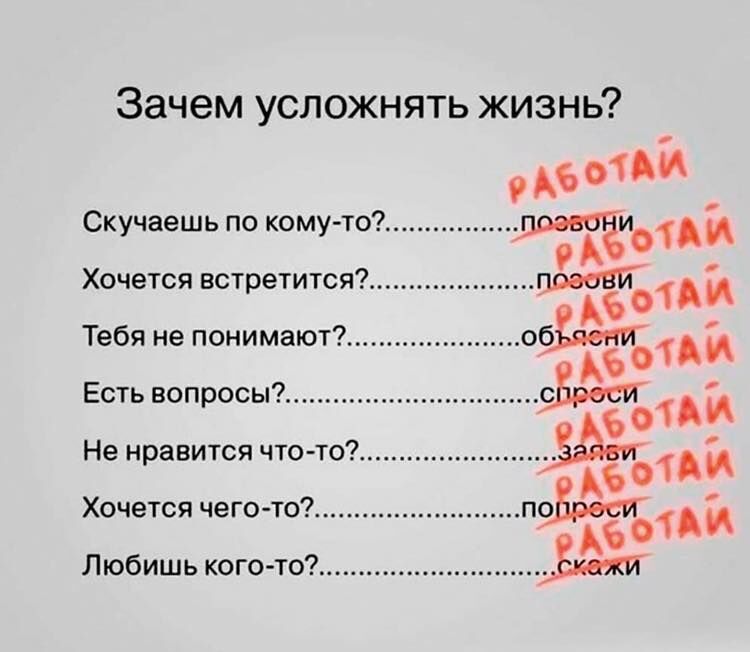 Зачем усложнять жизнь?
РАБОТАЙ
Скучаешь по кому-то?................позвони
РАБОТАЙ
Хочется встретится?....................позови
РАБОТАЙ
Тебя не понимают?.....................объясни
РАБОТАЙ
Есть вопросы?..............................спроси
РАБОТАЙ
Не нравится что-то?.......................заяви
РАБОТАЙ
Хочется чего-то?.........................попроси
РАБОТАЙ
Любишь кого-то?............................скажи